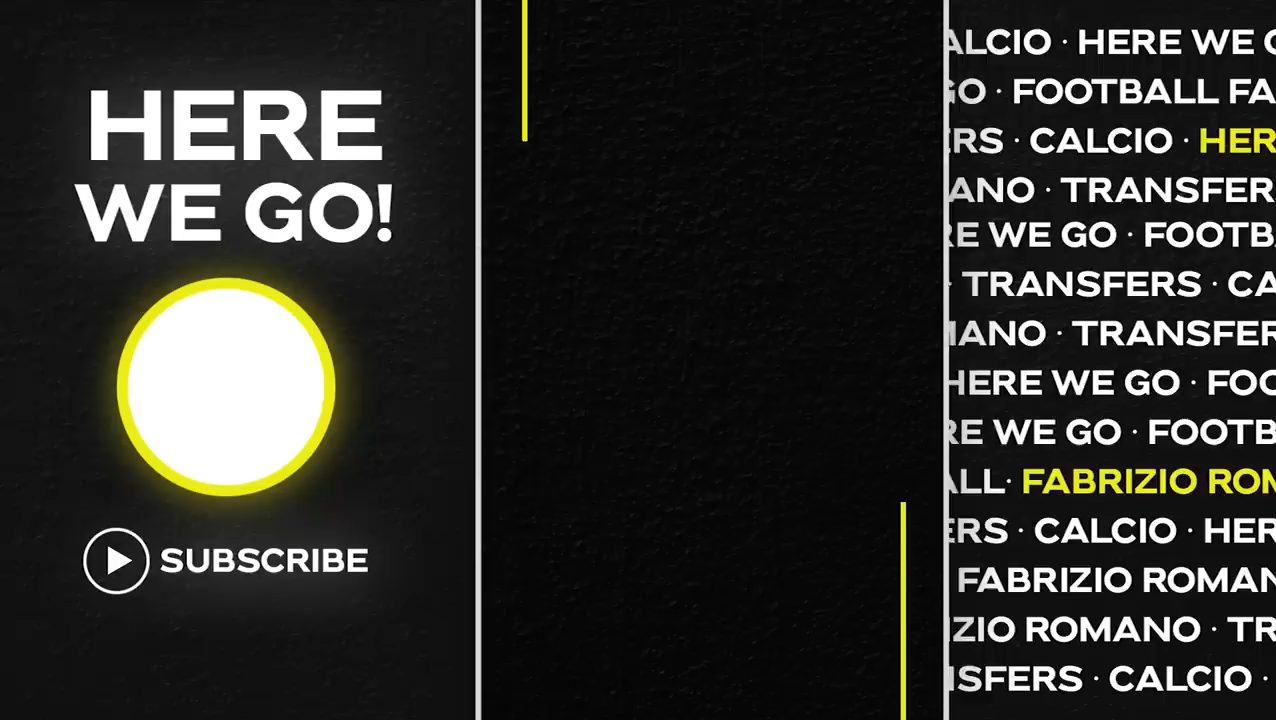 HERE
WE GO!
SUBSCRIBE
ALCIO · HERE WE
GO · FOOTBALL FA
ERS · CALCIO · HER
ANO · TRANSFER
RE WE GO · FOOTB
· TRANSFERS · CA
MANO · TRANSFER
HERE WE GO · FOO
RE WE GO · FOOTB
ALL· FABRIZIO ROM
ERS · CALCIO · HER
FABRIZIO ROMAN
IZIO ROMANO · TR
NSFERS · CALCIO ·